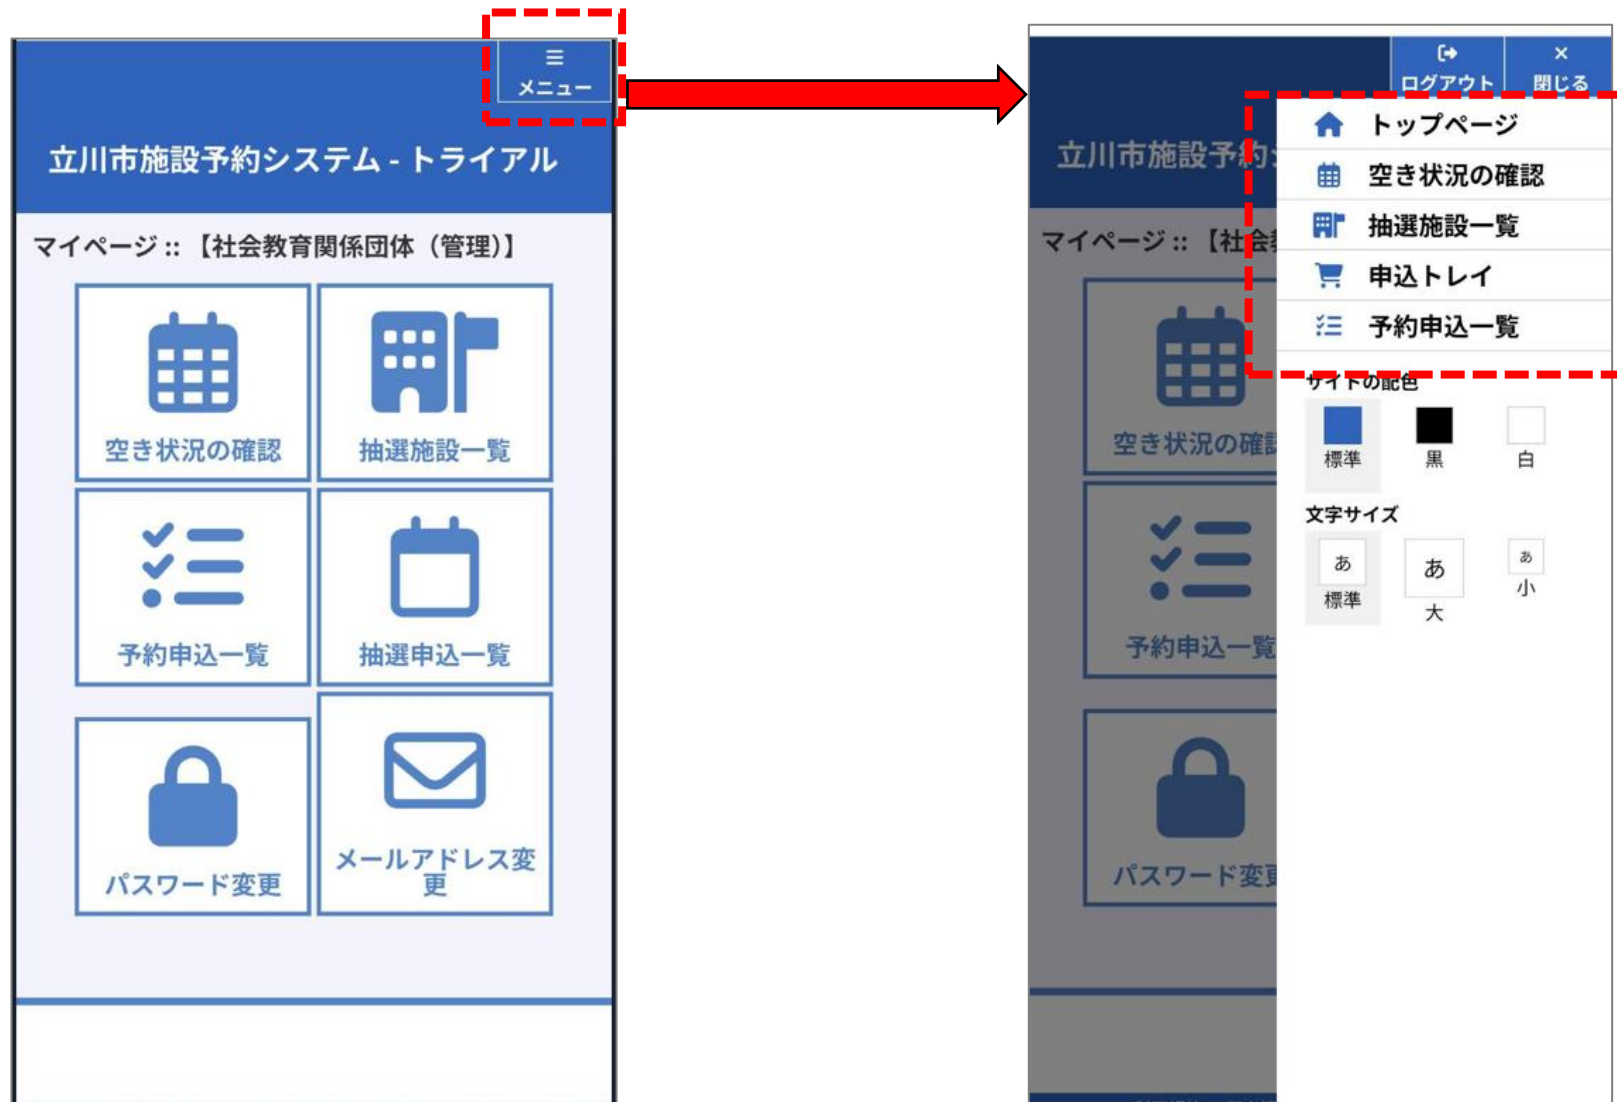 メニュー
立川市施設予約システム - トライアル
マイページ :: 【社会教育関係団体（管理）】
空き状況の確認
抽選施設一覧
予約申込一覧
抽選申込一覧
パスワード変更
メールアドレス変
更
ログアウト
閉じる
立川市施設予約
マイページ :: 【社会
空き状況の確認
予約申込一覧
パスワード変
トップページ
空き状況の確認
抽選施設一覧
申込トレイ
予約申込一覧
サイトの配色
標準
黒
白
文字サイズ
あ
標準
あ
大
あ
小